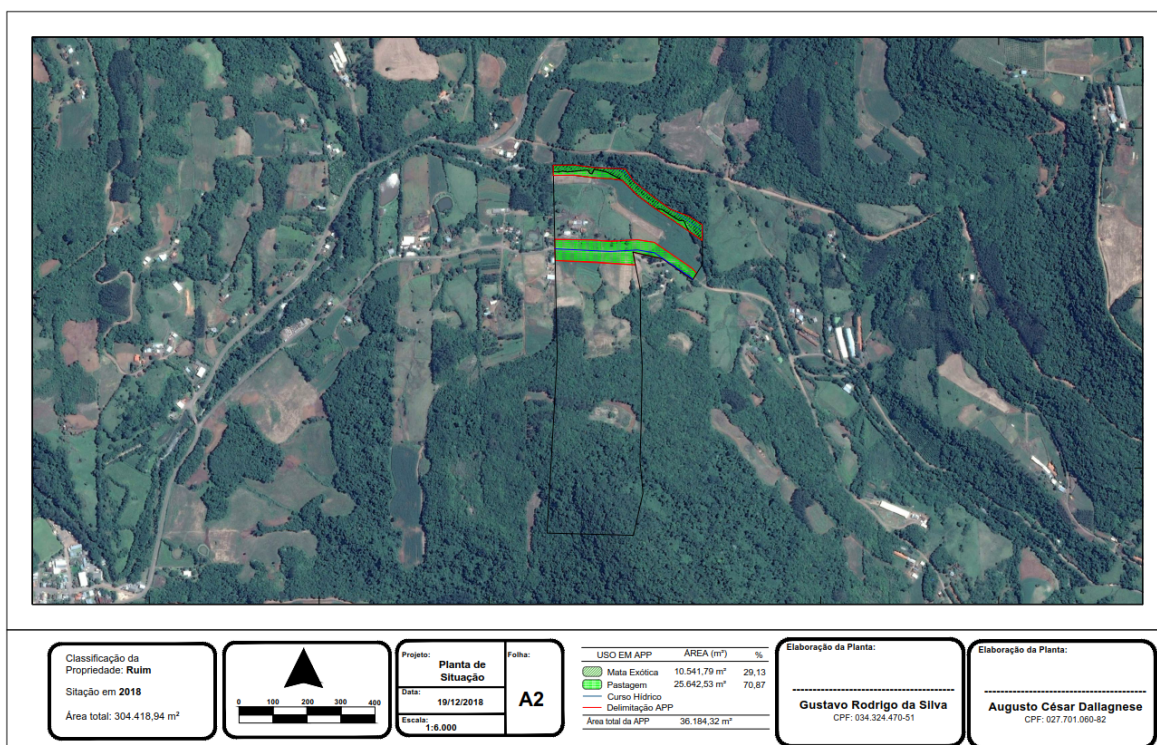 Classificação da
Propriedade: Ruim
Sitação em 2018
Área total: 304.418,94 m²
0 100 200 300 400
Projeto:
Planta de
Situação
Data:
19/12/2018
Escala:
1:6.000
Folha:
A2
USO EM APP ÁREA (m²) %
Mata Exótica 10.541,79 m² 29,13
Pastagem 25.642,53 m² 70,87
Curso Hídrico
Delimitação APP
Área total da APP 36.184,32 m²
Elaboração da Planta:
Gustavo Rodrigo da Silva
CPF: 034.324.470-51
Elaboração da Planta:
Augusto César Dallagnese
CPF: 027.701.060-82